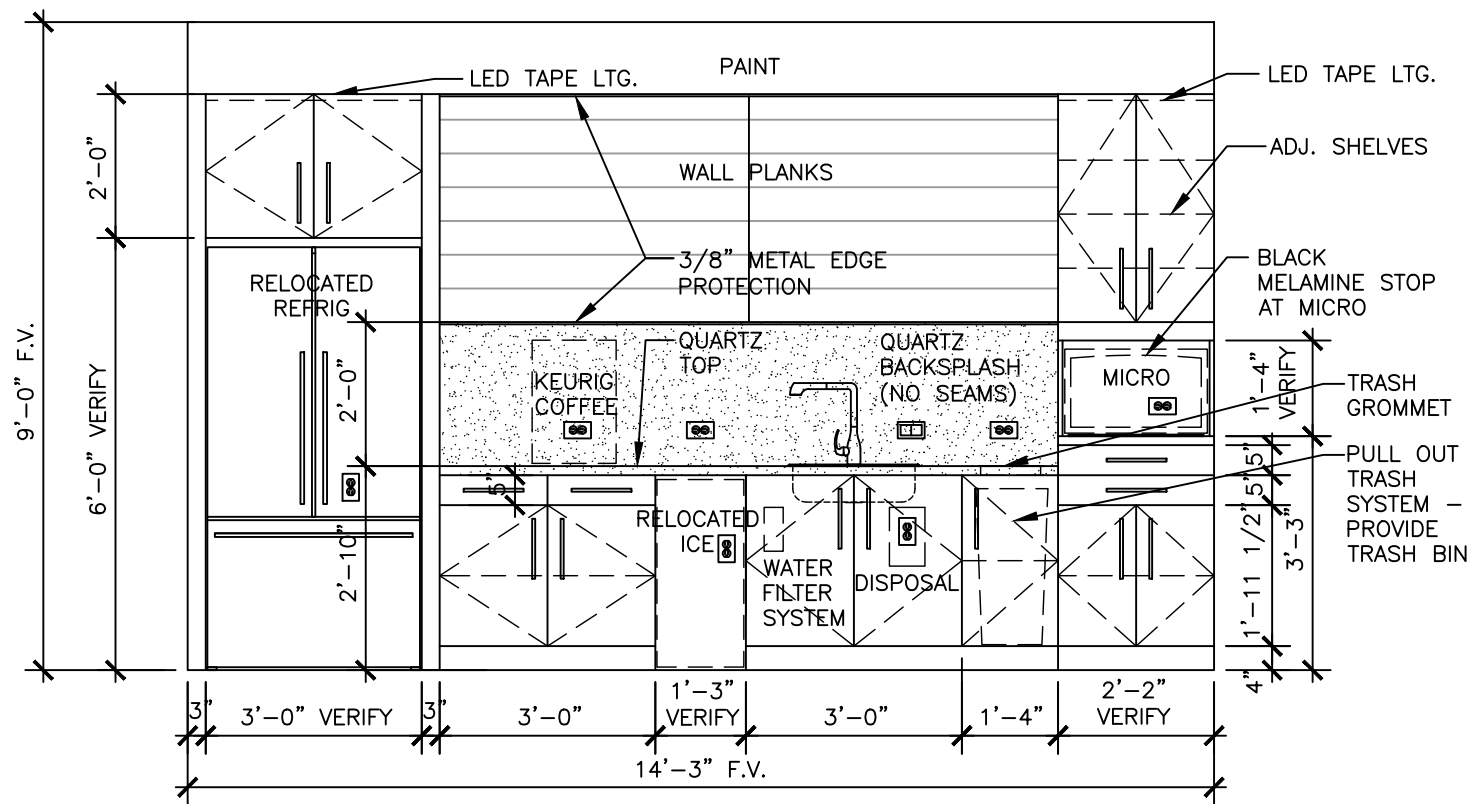 PAINT
LED TAPE LTG.
LED TAPE LTG.
ADJ. SHELVES
WALL PLANKS
2'-0"
3/8" METAL EDGE
PROTECTION
BLACK
MELAMINE STOP
AT MICRO
RELOCATED
REFRIG
9'-0" F.V.
6'-0" VERIFY
QUARTZ
TOP
QUARTZ
BACKSPLASH
(NO SEAMS)
KEURIG
COFFEE
MICRO
2'-0"
1'-4"
VERIFY
TRASH
GROMMET
PULL OUT
TRASH
SYSTEM –
PROVIDE
TRASH BIN
5"
5"
5"
RELOCATED
ICE
WATER
FILTER
SYSTEM
DISPOSAL
2'-10"
1'-11 1/2"
3'-3"
4"
3"
3'-0" VERIFY
3"
3'-0"
1'-3"
VERIFY
3'-0"
1'-4"
2'-2"
VERIFY
14'-3" F.V.